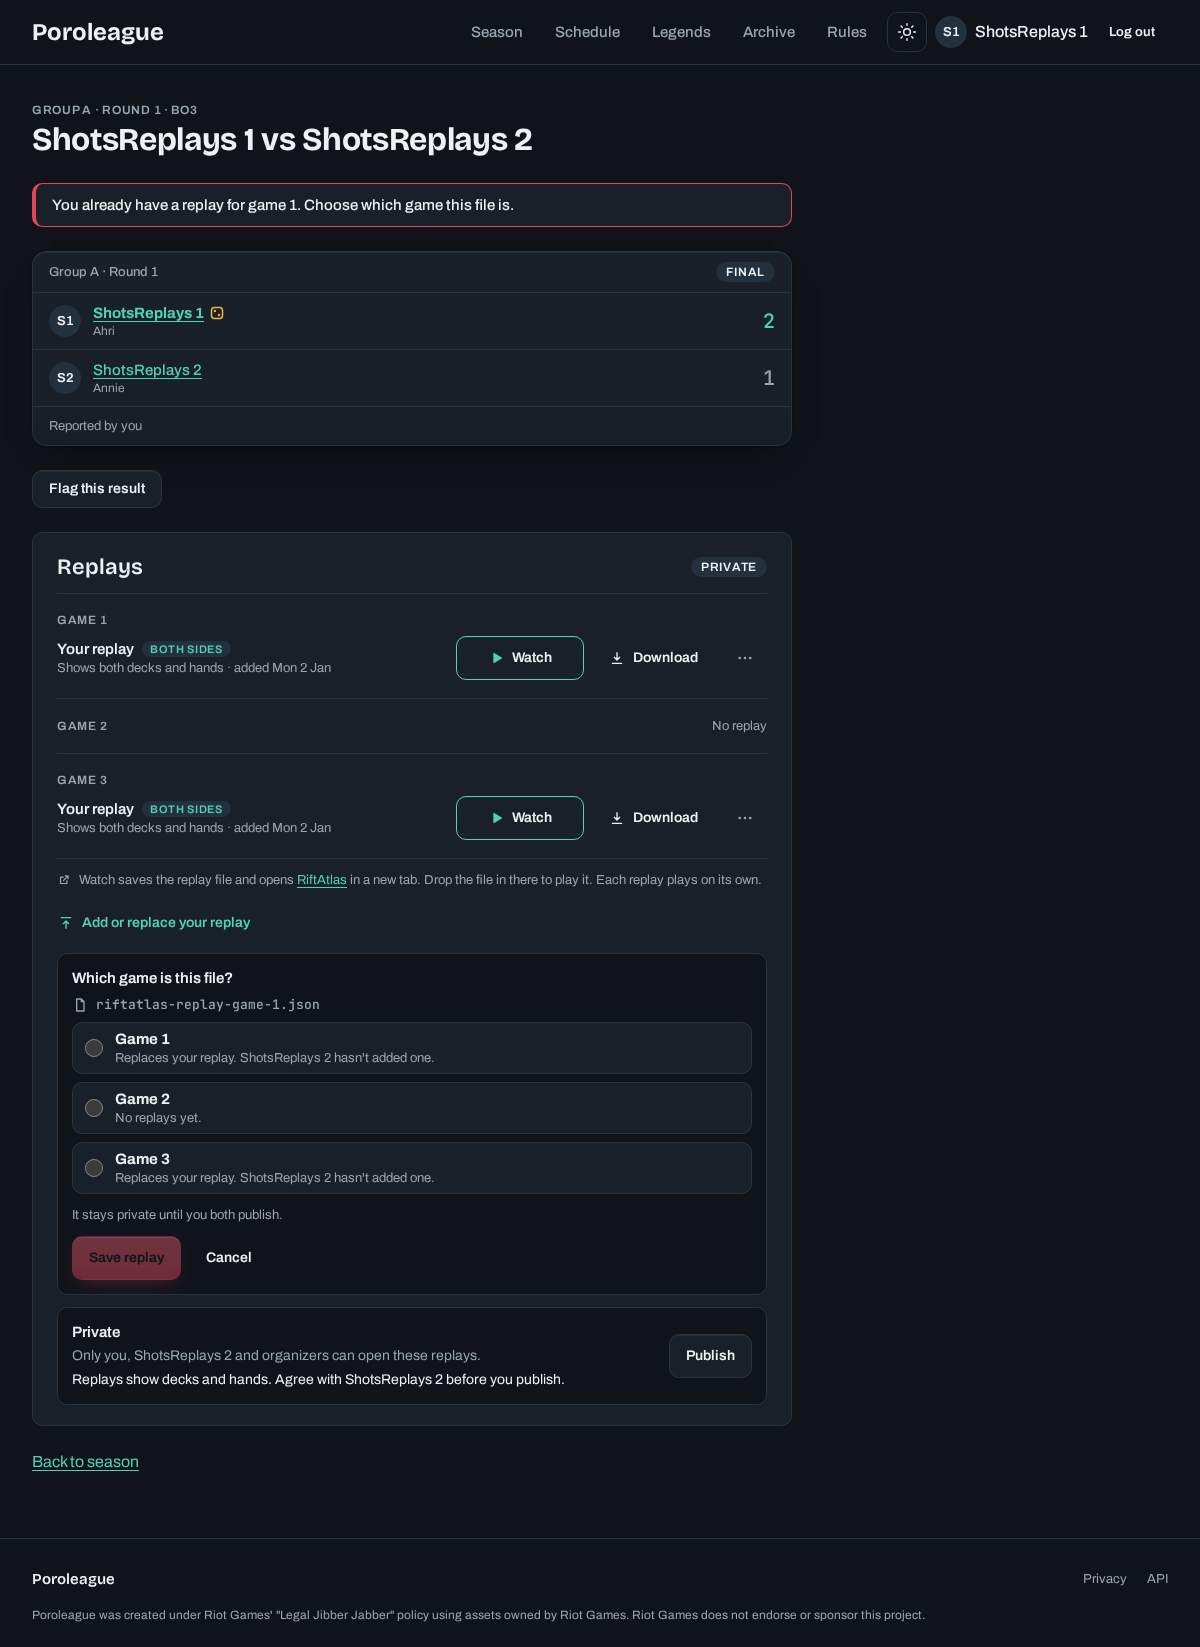 Poroleague
Season Schedule Legends Archive Rules S1 ShotsReplays 1 Log out
GROUP A · ROUND 1 · BO3
ShotsReplays 1 vs ShotsReplays 2
You already have a replay for game 1. Choose which game this file is.
Group A · Round 1 FINAL
S1 ShotsReplays 1 2
Ahri
S2 ShotsReplays 2 1
Annie
Reported by you
Flag this result
Replays PRIVATE
GAME 1
Your replay BOTH SIDES
Shows both decks and hands · added Mon 2 Jan
Watch Download ···
GAME 2 No replay
GAME 3
Your replay BOTH SIDES
Shows both decks and hands · added Mon 2 Jan
Watch Download ···
Watch saves the replay file and opens RiftAtlas in a new tab. Drop the file in there to play it. Each replay plays on its own.
Add or replace your replay
Which game is this file?
riftatlas-replay-game-1.json
Game 1
Replaces your replay. ShotsReplays 2 hasn't added one.
Game 2
No replays yet.
Game 3
Replaces your replay. ShotsReplays 2 hasn't added one.
It stays private until you both publish.
Save replay Cancel
Private
Only you, ShotsReplays 2 and organizers can open these replays.
Replays show decks and hands. Agree with ShotsReplays 2 before you publish.
Publish
Back to season
Poroleague
Privacy API
Poroleague was created under Riot Games' "Legal Jibber Jabber" policy using assets owned by Riot Games. Riot Games does not endorse or sponsor this project.